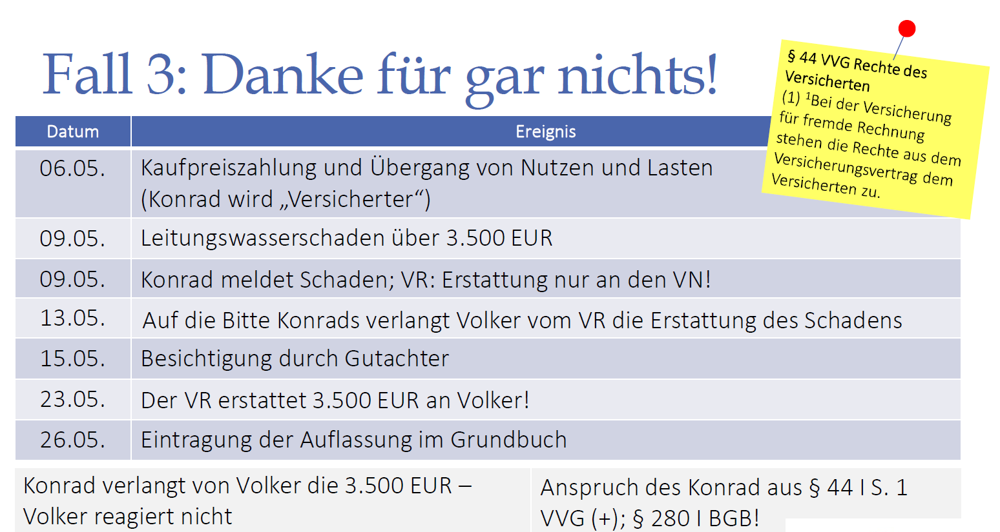 Fall 3: Danke für gar nichts!
§ 44 VVG Rechte des
Versicherten
(1) ¹Bei der Versicherung
für fremde Rechnung
stehen die Rechte aus dem
Versicherungsvertrag dem
Versicherten zu.
Datum Ereignis
06.05. Kaufpreiszahlung und Übergang von Nutzen und Lasten
(Konrad wird „Versicherter“)
09.05. Leitungswasserschaden über 3.500 EUR
09.05. Konrad meldet Schaden; VR: Erstattung nur an den VN!
13.05. Auf die Bitte Konrads verlangt Volker vom VR die Erstattung des Schadens
15.05. Besichtigung durch Gutachter
23.05. Der VR erstattet 3.500 EUR an Volker!
26.05. Eintragung der Auflassung im Grundbuch
Konrad verlangt von Volker die 3.500 EUR –
Volker reagiert nicht
Anspruch des Konrad aus § 44 I S. 1
VVG (+); § 280 I BGB!